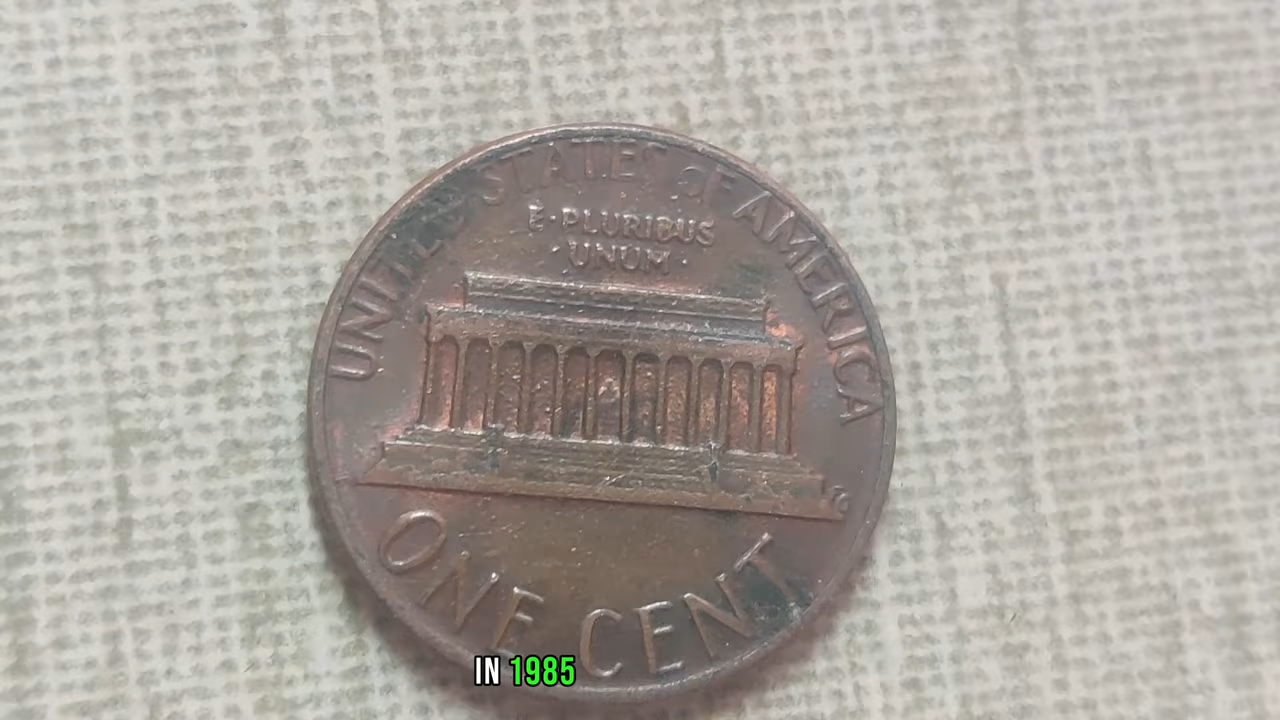 UNITED STATES OF AMERICA
E·PLURIBUS
·UNUM·
ONE CENT
IN 1985